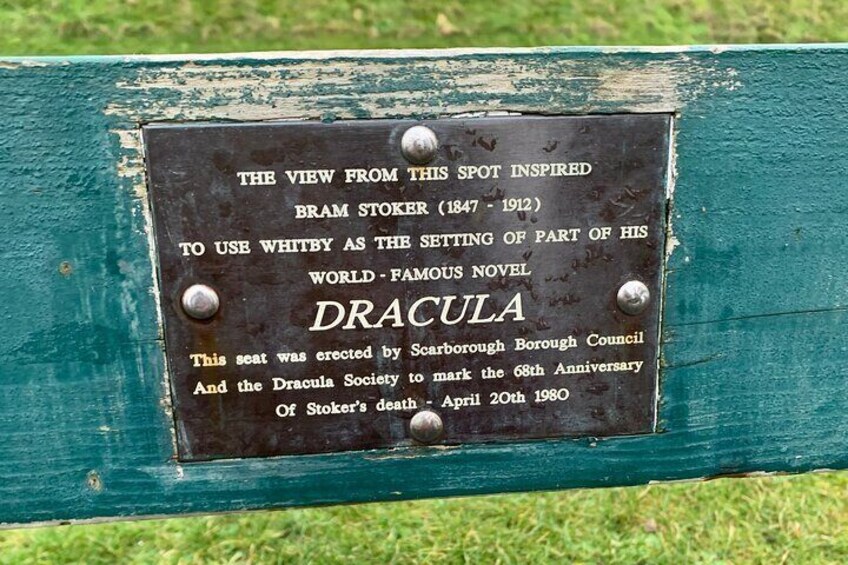 THE VIEW FROM THIS SPOT INSPIRED
BRAM STOKER (1847 - 1912)
TO USE WHITBY AS THE SETTING OF PART OF HIS
WORLD - FAMOUS NOVEL
DRACULA
This seat was erected by Scarborough Borough Council
And the Dracula Society to mark the 68th Anniversary
Of Stoker's death - April 20th 1980